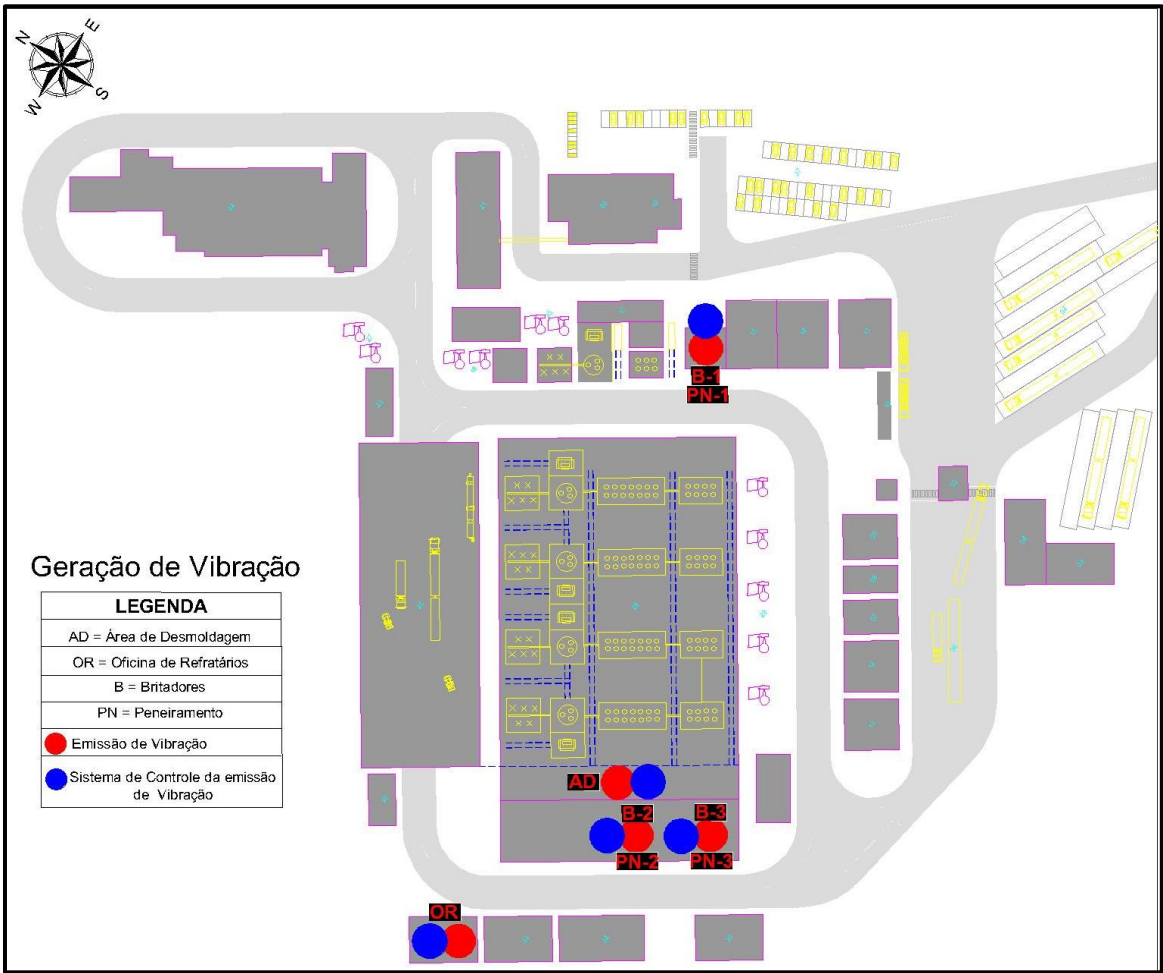 N
E
W
S
B-1
PN-1
Geração de Vibração
LEGENDA
AD = Área de Desmoldagem
OR = Oficina de Refratários
B = Britadores
PN = Peneiramento
Emissão de Vibração
Sistema de Controle da emissão
de Vibração
AD
B-2
B-3
PN-2
PN-3
OR